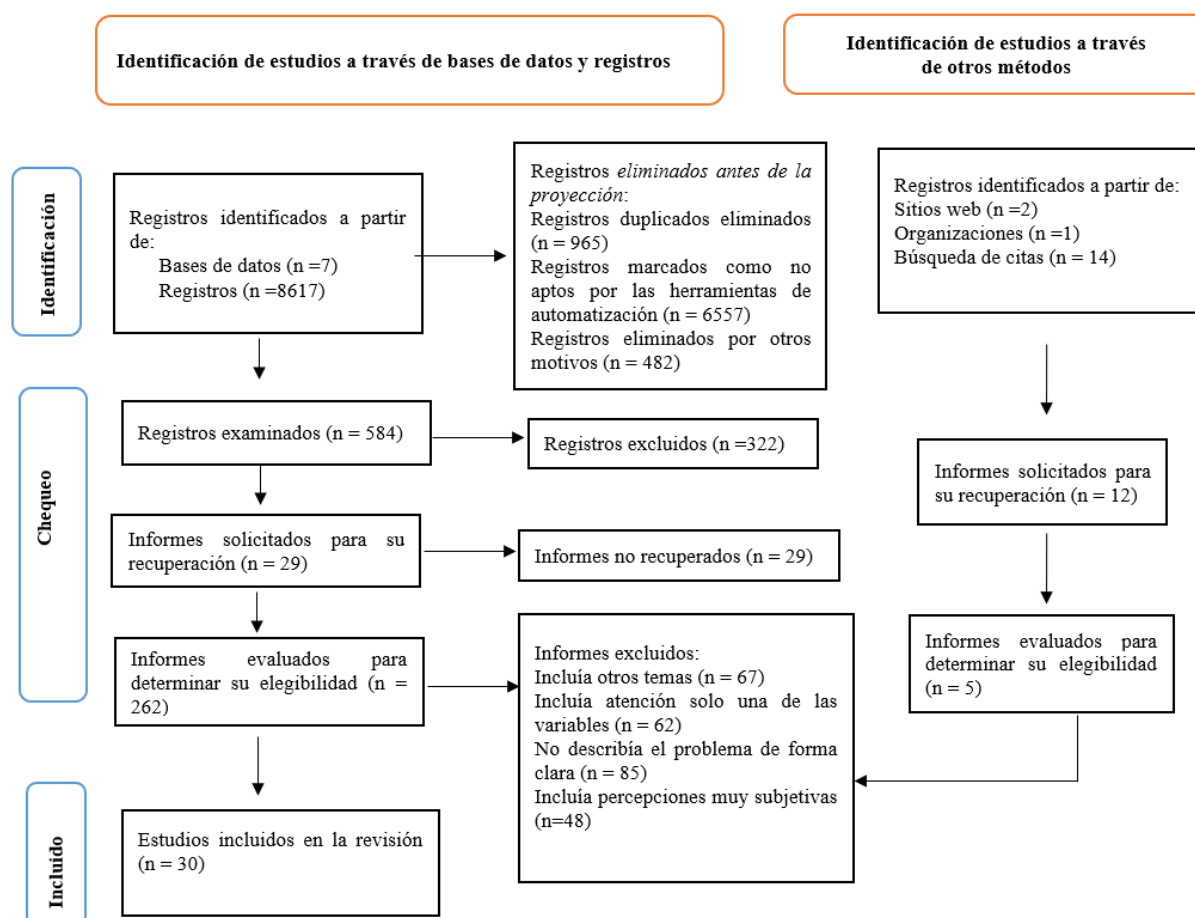 Identificación de estudios a través de bases de datos y registros
Identificación de estudios a través
de otros métodos
Identificación
Registros identificados a partir
de:
Bases de datos (n =7)
Registros (n =8617)
Registros eliminados antes de la
proyección:
Registros duplicados eliminados
(n = 965)
Registros marcados como no
aptos por las herramientas de
automatización (n = 6557)
Registros eliminados por otros
motivos (n = 482)
Registros identificados a partir de:
Sitios web (n =2)
Organizaciones (n =1)
Búsqueda de citas (n = 14)
Chequeo
Registros examinados (n = 584)
Registros excluidos (n =322)
Informes solicitados para su
recuperación (n = 29)
Informes no recuperados (n = 29)
Informes solicitados para
su recuperación (n = 12)
Informes evaluados para
determinar su elegibilidad (n =
262)
Informes excluidos:
Incluía otros temas (n = 67)
Incluía atención solo una de las
variables (n = 62)
No describía el problema de forma
clara (n = 85)
Incluía percepciones muy subjetivas
(n=48)
Informes evaluados para
determinar su elegibilidad
(n = 5)
Incluido
Estudios incluidos en la revisión
(n = 30)